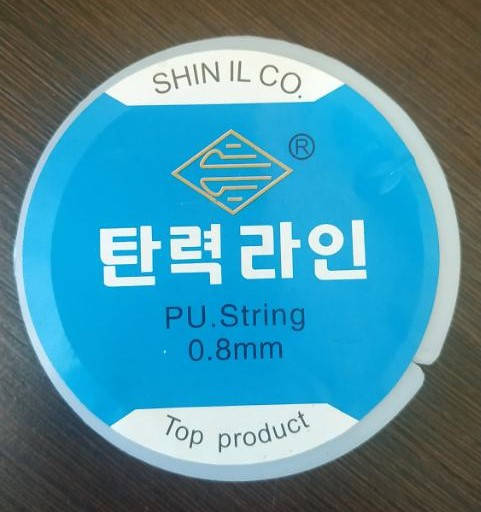 SHIN IL CO.
®
탄력 라인
PU.String
0.8mm
Top product